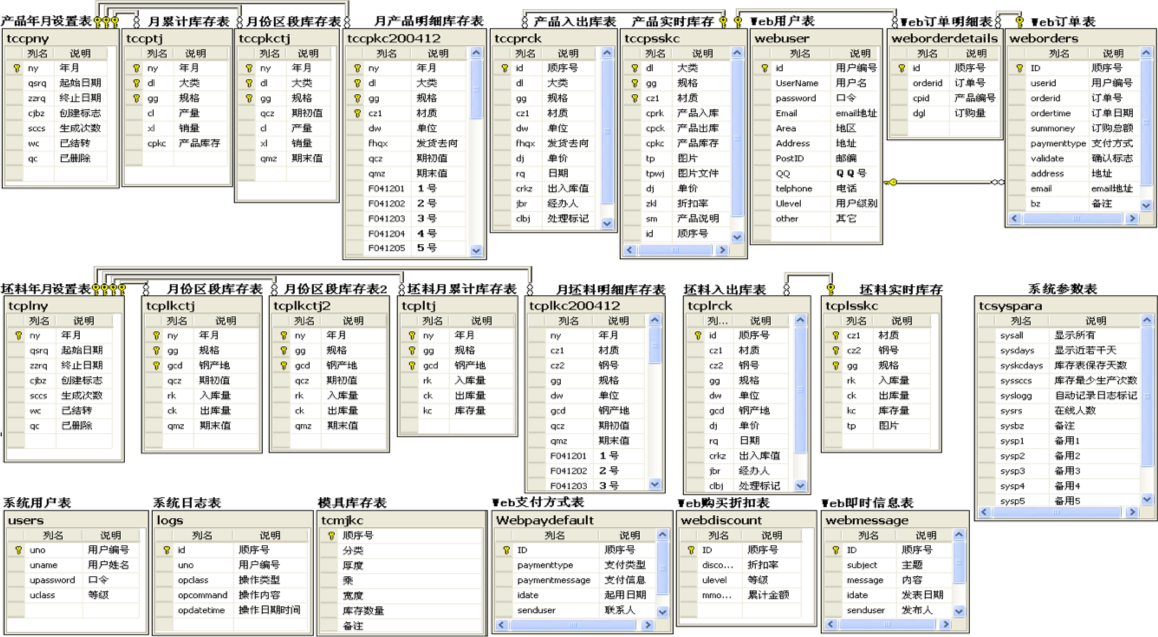 产品年月设置表
tccpny
列名 说明
ny 年月
qsrq 起始日期
zzrq 终止日期
cjbz 创建标志
sccs 生成次数
wc 已结转
qc 已删除
月累计库存表
tccptj
列名 说明
ny 年月
dl 大类
gg 规格
cl 产量
xl 销量
cpkc 产品库存
月份区段库存表
tccpkctj
列名 说明
ny 年月
dl 大类
gg 规格
qcz 期初值
cl 产量
xl 销量
qmz 期末值
月产品明细库存表
tccpkc200412
列名 说明
ny 年月
dl 大类
gg 规格
cz1 材质
dw 单位
fhqx 发货去向
qcz 期初值
qmz 期末值
F041201 1号
F041202 2号
F041203 3号
F041204 4号
F041205 5号
产品入出库表
tccprck
列名 说明
id 顺序号
dl 大类
gg 规格
cz1 材质
dw 单位
fhqx 发货去向
dj 单价
rq 日期
crkz 出入库值
jbr 经办人
clbj 处理标记
产品实时库存
tccpsskc
列名 说明
dl 大类
gg 规格
cz1 材质
cprk 产品入库
cpck 产品出库
cpkc 产品库存
tp 图片
tpwj 图片文件
dj 单价
zkl 折扣率
sm 产品说明
id 顺序号
Web用户表
webuser
列名 说明
id 用户编号
UserName 用户名
password 口令
Email email地址
Area 地区
Address 地址
PostID 邮编
QQ QQ号
telphone 电话
Ulevel 用户级别
other 其它
Web订单明细表
weborderdetails
列名 说明
id 顺序号
orderid 订单号
cpid 产品编号
dgl 订购量
Web订单表
weborders
列名 说明
ID 顺序号
userid 用户编号
orderid 订单号
ordertime 订单日期
summoney 订购总额
paymenttype 支付方式
validate 确认标志
address 地址
email email地址
bz 备注
坯料年月设置表
tcplny
列名 说明
ny 年月
qsrq 起始日期
zzrq 终止日期
cjbz 创建标志
sccs 生成次数
wc 已结转
qc 已删除
月份区段库存表
tcplkctj
列名 说明
ny 年月
gg 规格
gcd 钢产地
qcz 期初值
rk 入库量
ck 出库量
qmz 期末值
月份区段库存表2
tcplkctj2
列名 说明
ny 年月
gg 规格
gcd 钢产地
qcz 期初值
rk 入库量
ck 出库量
qmz 期末值
坯料月累计库存表
tcpltj
列名 说明
ny 年月
gg 规格
gcd 钢产地
rk 入库量
ck 出库量
kc 库存量
月坯料明细库存表
tcplkc200412
列名 说明
ny 年月
cz1 材质
cz2 钢号
gg 规格
dw 单位
gcd 钢产地
qcz 期初值
qmz 期末值
F041201 1号
F041202 2号
F041203 3号
坯料入出库表
tcplrck
列... 说明
id 顺序号
cz1 材质
cz2 钢号
gg 规格
dw 单位
gcd 钢产地
dj 单价
rq 日期
crkz 出入库值
jbr 经办人
clbj 处理标记
坯料实时库存
tcplsskc
列名 说明
cz1 材质
cz2 钢号
gg 规格
rk 入库量
ck 出库量
kc 库存量
tp 图片
系统参数表
tcsyspara
列名 说明
sysall 显示所有
sysdays 显示近若干天
syskcdays 库存表保存天数
syssccs 库存最少生产次数
syslogg 自动记录日志标记
sysrs 在线人数
sysbz 备注
sysp1 备用1
sysp2 备用2
sysp3 备用3
sysp4 备用4
sysp5 备用5
系统用户表
users
列名 说明
uno 用户编号
uname 用户姓名
upassword 口令
uclass 等级
系统日志表
logs
列名 说明
id 顺序号
uno 用户编号
opclass 操作类型
opcommand 操作内容
opdatetime 操作日期时间
模具库存表
tcmjkc
顺序号
分类
厚度
乘
宽度
库存数量
备注
Web支付方式表
Webpaydefault
列名 说明
ID 顺序号
paymenttype 支付类型
paymentmessage 支付信息
idate 起用日期
senduser 联系人
Web购买折扣表
webdiscount
列名 说明
ID 顺序号
disco... 折扣率
ulevel 等级
mmo... 累计金额
Web即时信息表
webmessage
列名 说明
ID 顺序号
subject 主题
message 内容
idate 发表日期
senduser 发布人